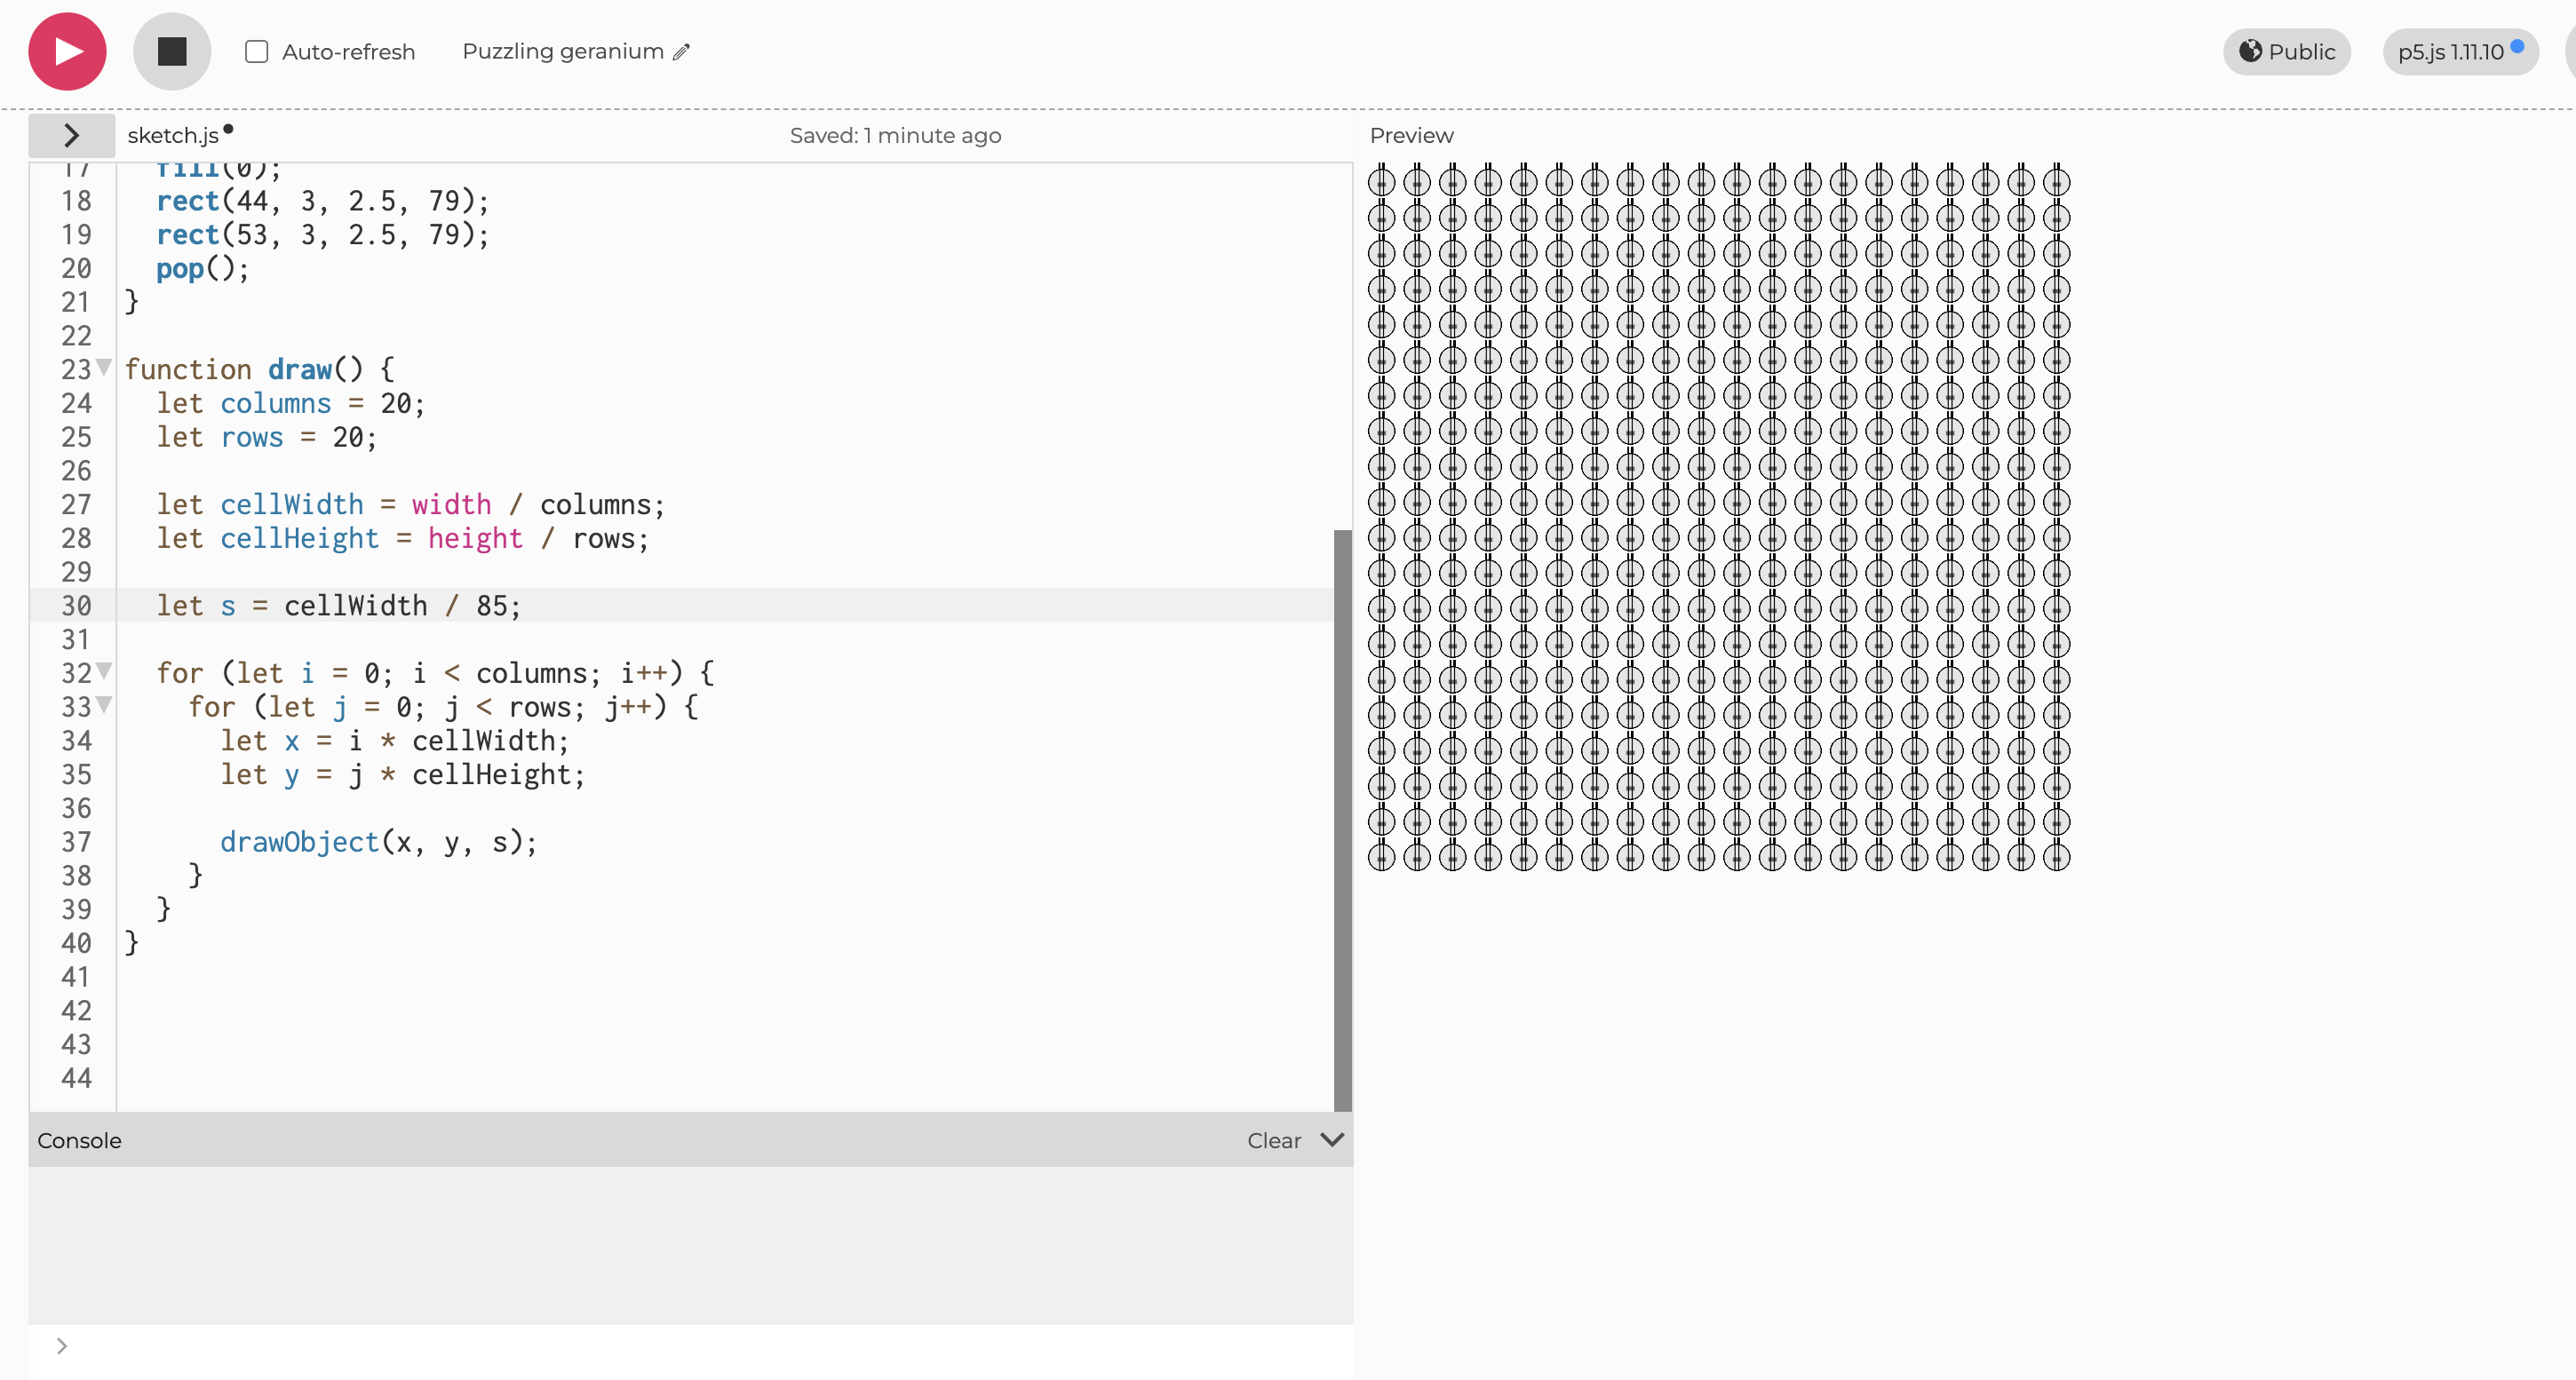 Auto-refresh Puzzling geranium Public p5.js 1.11.10
sketch.js Saved: 1 minute ago Preview
17 fill(0);
18 rect(44, 3, 2.5, 79);
19 rect(53, 3, 2.5, 79);
20 pop();
21 }
22
23 function draw() {
24 let columns = 20;
25 let rows = 20;
26
27 let cellWidth = width / columns;
28 let cellHeight = height / rows;
29
30 let s = cellWidth / 85;
31
32 for (let i = 0; i < columns; i++) {
33 for (let j = 0; j < rows; j++) {
34 let x = i * cellWidth;
35 let y = j * cellHeight;
36
37 drawObject(x, y, s);
38 }
39 }
40 }
41
42
43
44
Console Clear
>